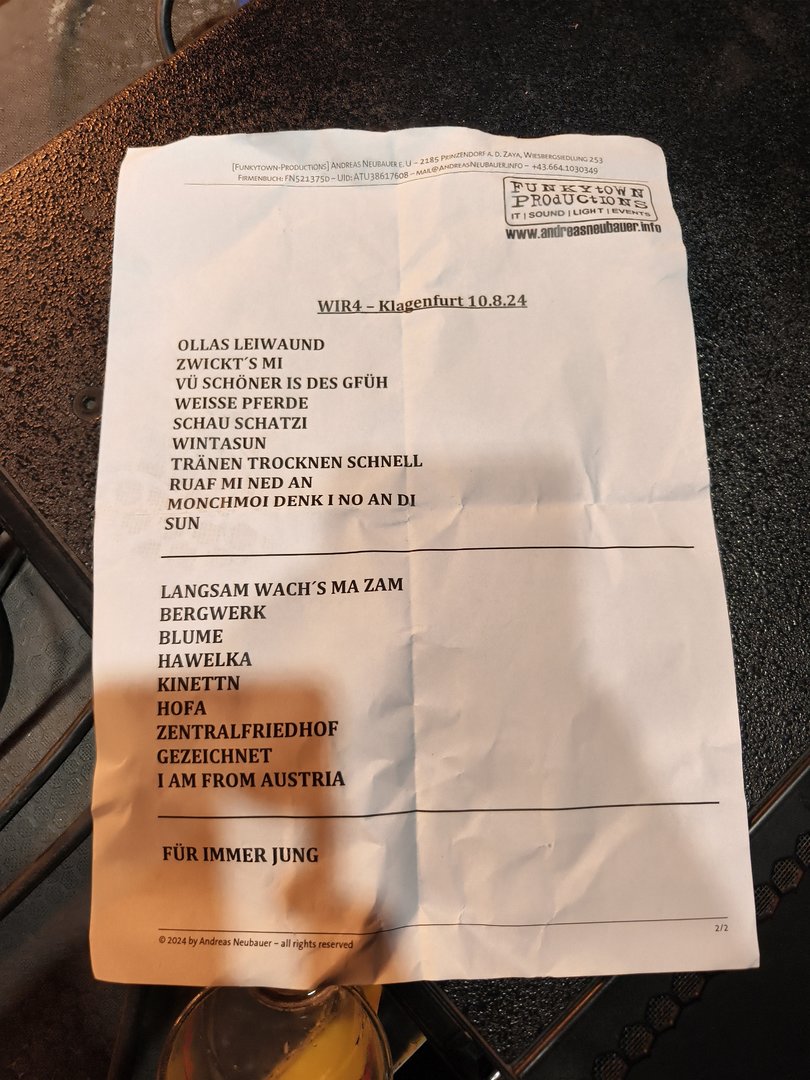 [Funkytown-Productions] Andreas Neubauer e.U – 2185 Prinzendorf a. d. Zaya, Wiesbergsiedlung 253
Firmenbuch: FN521375d – Uid: ATU38617608 – mail@AndreasNeubauer.info – +43.664.1030349
FUNKYtOWN
PROdUCtIONS
IT | SOUND | LIGHT | EVENTS
www.andreasneubauer.info
WIR4 – Klagenfurt 10.8.24
OLLAS LEIWAUND
ZWICKT´S MI
VÜ SCHÖNER IS DES GFÜH
WEISSE PFERDE
SCHAU SCHATZI
WINTASUN
TRÄNEN TROCKNEN SCHNELL
RUAF MI NED AN
MONCHMOI DENK I NO AN DI
SUN
LANGSAM WACH´S MA ZAM
BERGWERK
BLUME
HAWELKA
KINETTN
HOFA
ZENTRALFRIEDHOF
GEZEICHNET
I AM FROM AUSTRIA
FÜR IMMER JUNG
2/2
© 2024 by Andreas Neubauer – all rights reserved